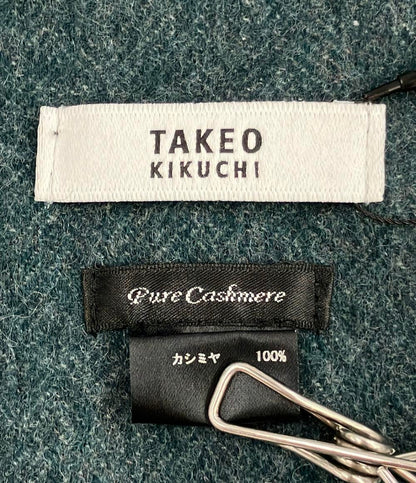 TAKEO
KIKUCHI
Pure Cashmere
カシミヤ 100%